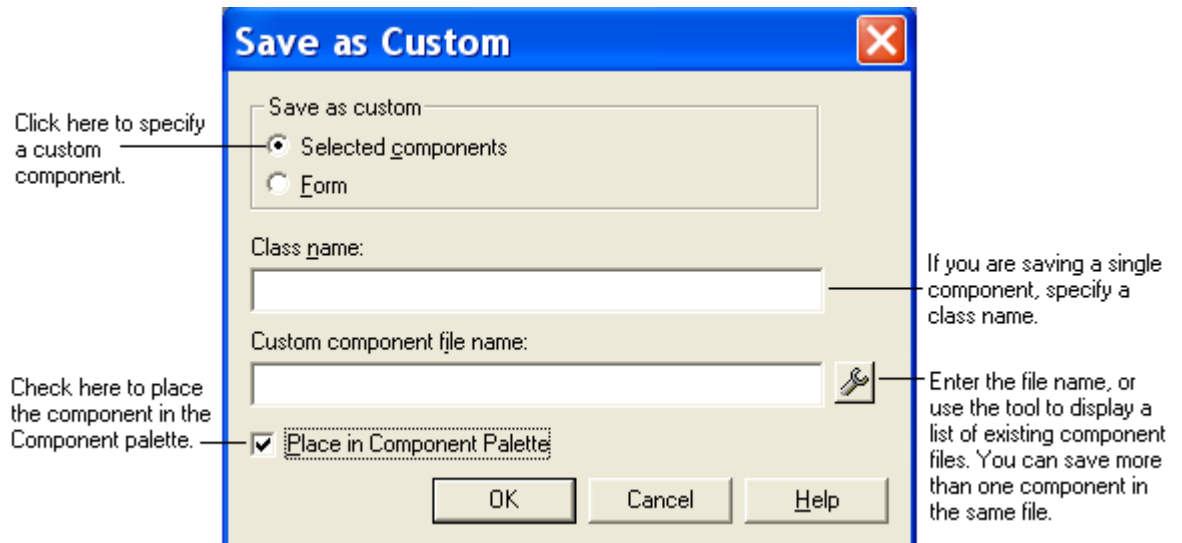 Save as Custom
Save as custom
Click here to specify
a custom
component.
Selected components
Form
Class name:
If you are saving a single
component, specify a
class name.
Custom component file name:
Check here to place
the component in the
Component palette.
Enter the file name, or
use the tool to display a
list of existing component
files. You can save more
than one component in
the same file.
Place in Component Palette
OK
Cancel
Help